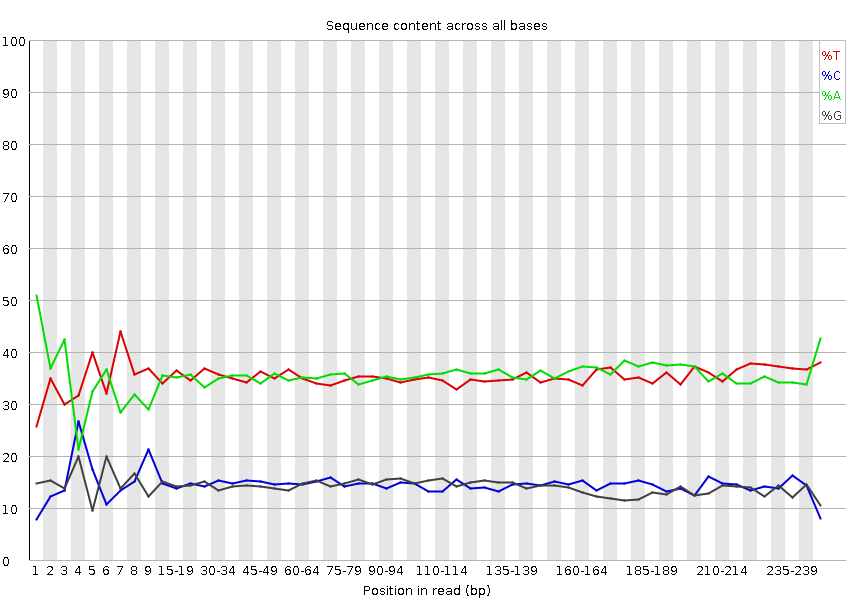 Sequence content across all bases
100
90
80
70
60
50
40
30
20
10
0
%T
%C
%A
%G
1 2 3 4 5 6 7 8 9 15-19 30-34 45-49 60-64 75-79 90-94 110-114 135-139 160-164 185-189 210-214 235-239
Position in read (bp)